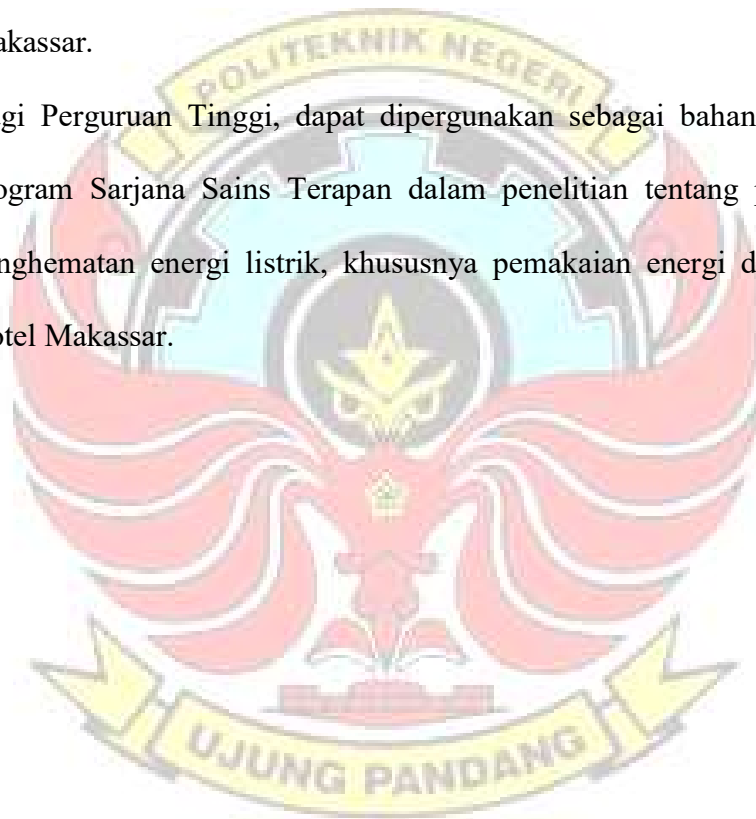 akassar.
POLITEKNIK NEGERI
gi Perguruan Tinggi, dapat dipergunakan sebagai bahan
ogram Sarjana Sains Terapan dalam penelitian tentang
nghematan energi listrik, khususnya pemakaian energi d
otel Makassar.
UJUNG PANDANG